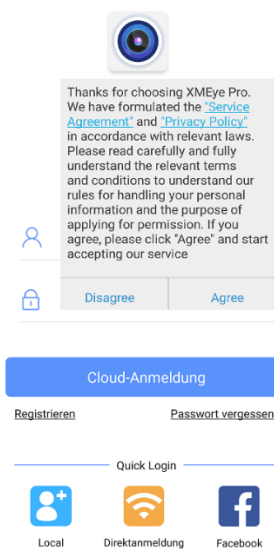 Thanks for choosing XMEye Pro.
We have formulated the "Service
Agreement" and "Privacy Policy"
in accordance with relevant laws.
Please read carefully and fully
understand the relevant terms
and conditions to understand our
rules for handling your personal
information and the purpose of
applying for permission. If you
agree, please click "Agree" and start
accepting our service
Disagree
Agree
Cloud-Anmeldung
Registrieren
Passwort vergessen
Quick Login
Local
Direktanmeldung
Facebook